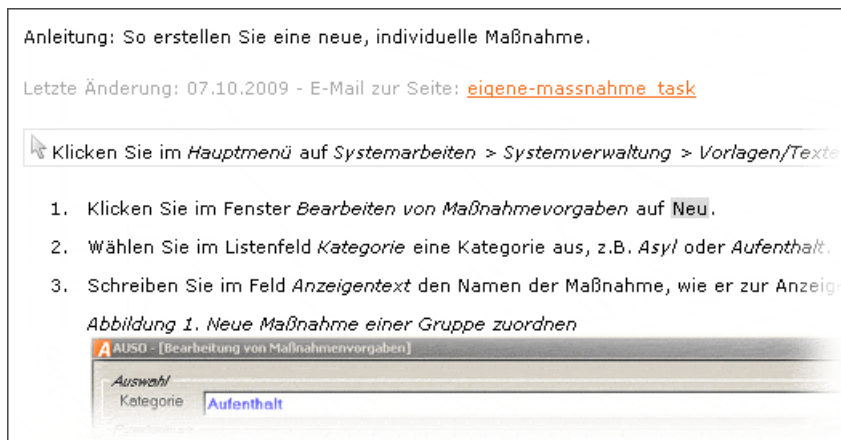 Anleitung: So erstellen Sie eine neue, individuelle Maßnahme.
Letzte Änderung: 07.10.2009 - E-Mail zur Seite: eigene-massnahme_task
Klicken Sie im Hauptmenü auf Systemarbeiten > Systemverwaltung > Vorlagen/Texte
1. Klicken Sie im Fenster Bearbeiten von Maßnahmevorgaben auf Neu.
2. Wählen Sie im Listenfeld Kategorie eine Kategorie aus, z.B. Asyl oder Aufenthalt.
3. Schreiben Sie im Feld Anzeigentext den Namen der Maßnahme, wie er zur Anzeig
Abbildung 1. Neue Maßnahme einer Gruppe zuordnen
AUSO - [Bearbeitung von Maßnahmenvorgaben]
Auswahl
Kategorie Aufenthalt